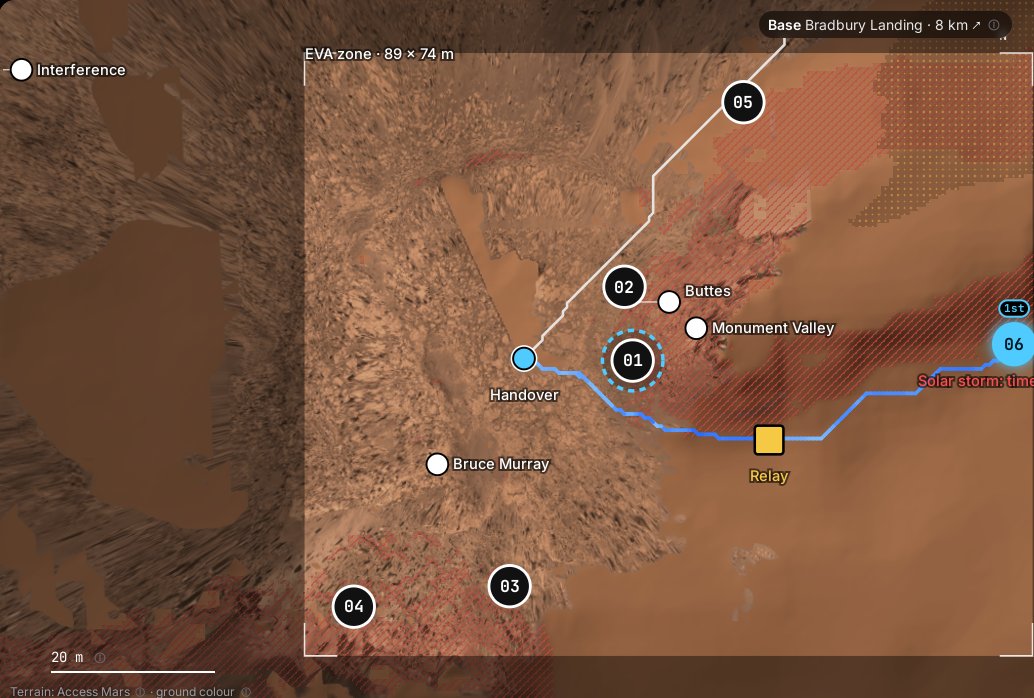 Base Bradbury Landing · 8 km ↗ ⓘ
EVA zone · 89 × 74 m
Interference
05
02
Buttes
1st
Monument Valley
06
01
Solar storm: time
Handover
Bruce Murray
Relay
03
04
20 m ⓘ
Terrain: Access Mars ⓘ · ground colour ⓘ